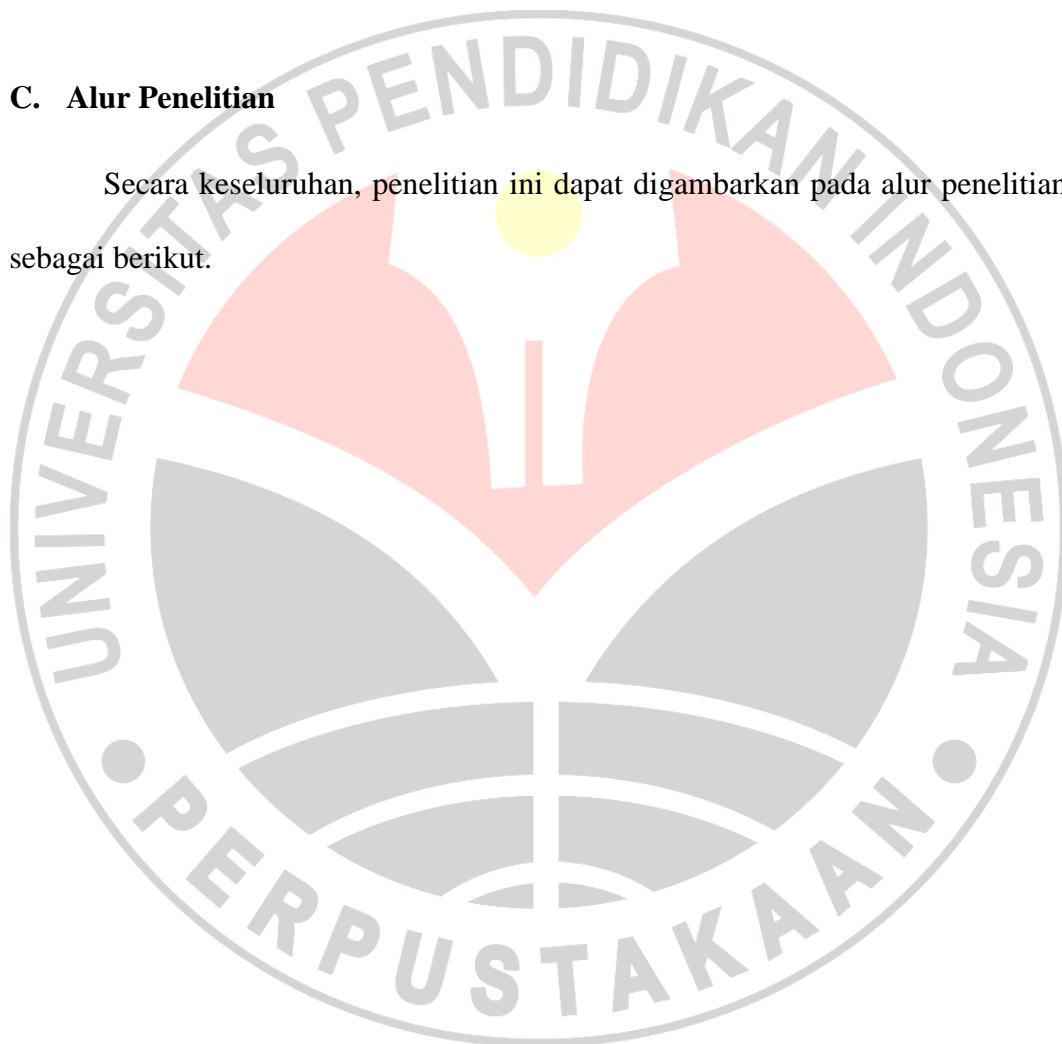 C. Alur Penelitian
Secara keseluruhan, penelitian ini dapat digambarkan pada alur penelitian
sebagai berikut.
UNIVERSITAS PENDIDIKAN INDONESIA
PERPUSTAKAAN